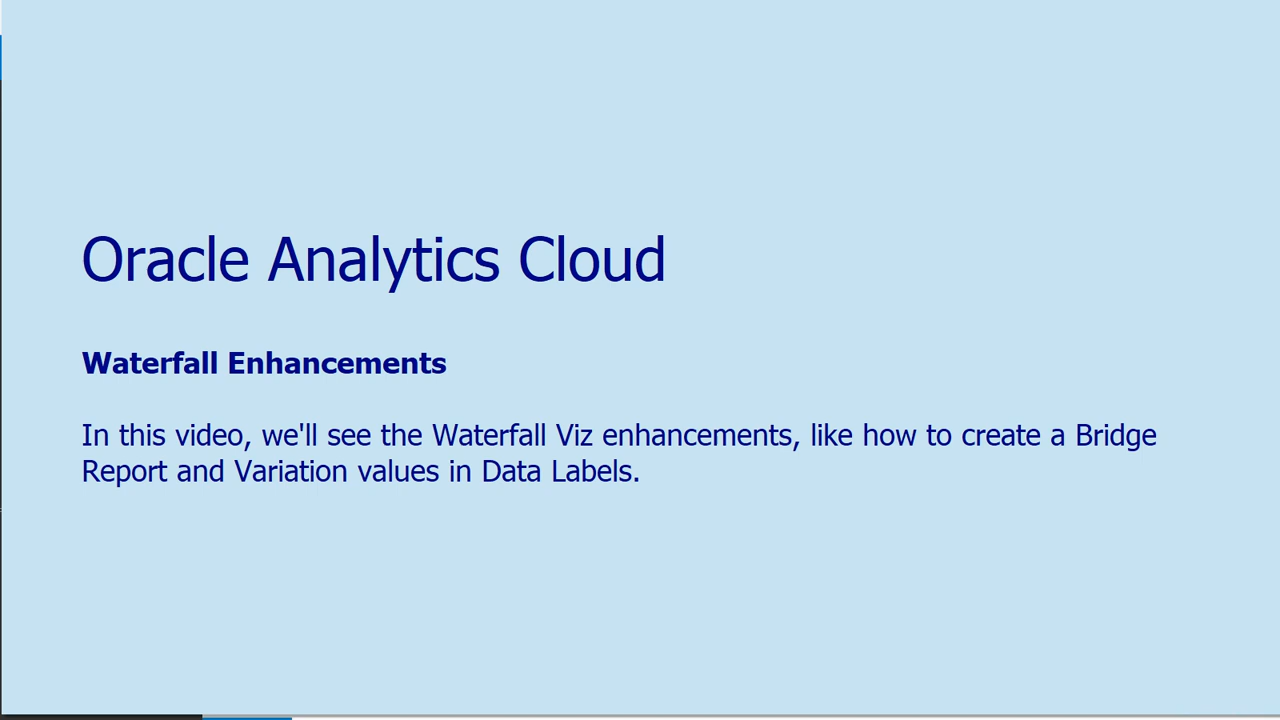 Oracle Analytics Cloud
Waterfall Enhancements
In this video, we'll see the Waterfall Viz enhancements, like how to create a Bridge
Report and Variation values in Data Labels.